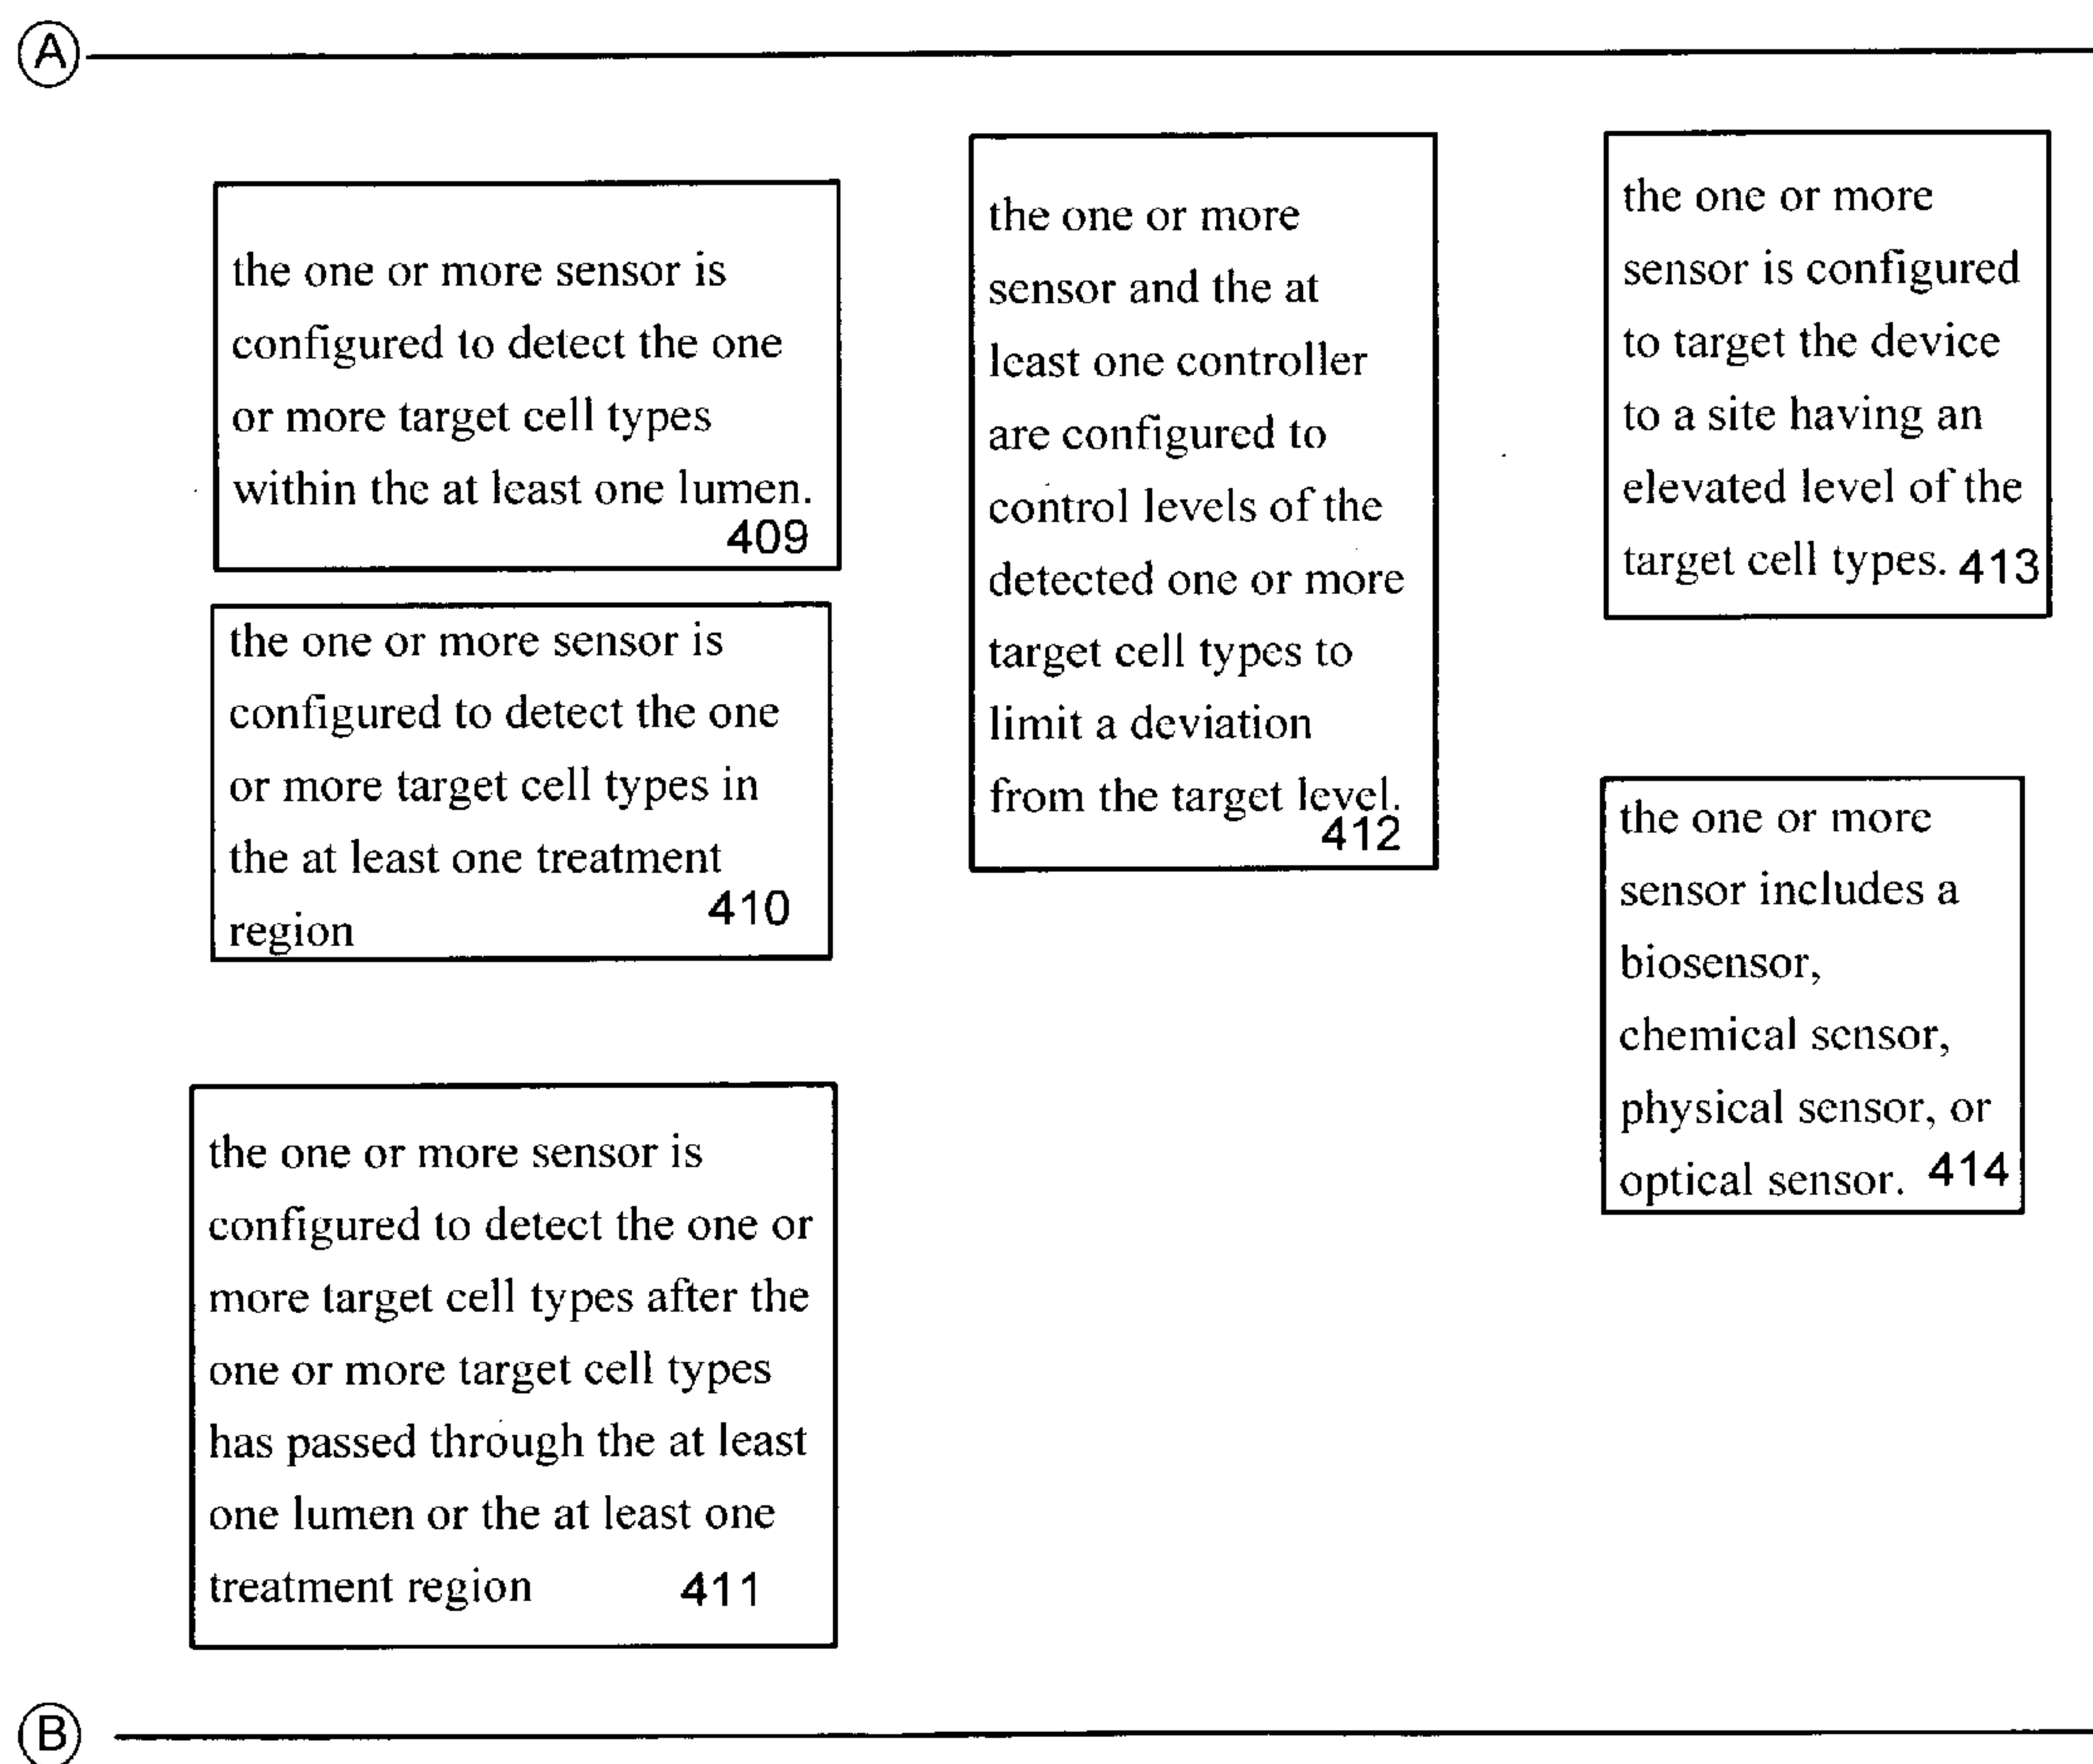 A
the one or more sensor is
configured to detect the one
or more target cell types
within the at least one lumen.
409
the one or more sensor is
configured to detect the one
or more target cell types in
the at least one treatment
region 410
the one or more sensor is
configured to detect the one or
more target cell types after the
one or more target cell types
has passed through the at least
one lumen or the at least one
treatment region 411
the one or more
sensor and the at
least one controller
are configured to
control levels of the
detected one or more
target cell types to
limit a deviation
from the target level.
412
the one or more
sensor is configured
to target the device
to a site having an
elevated level of the
target cell types. 413
the one or more
sensor includes a
biosensor,
chemical sensor,
physical sensor, or
optical sensor. 414
B